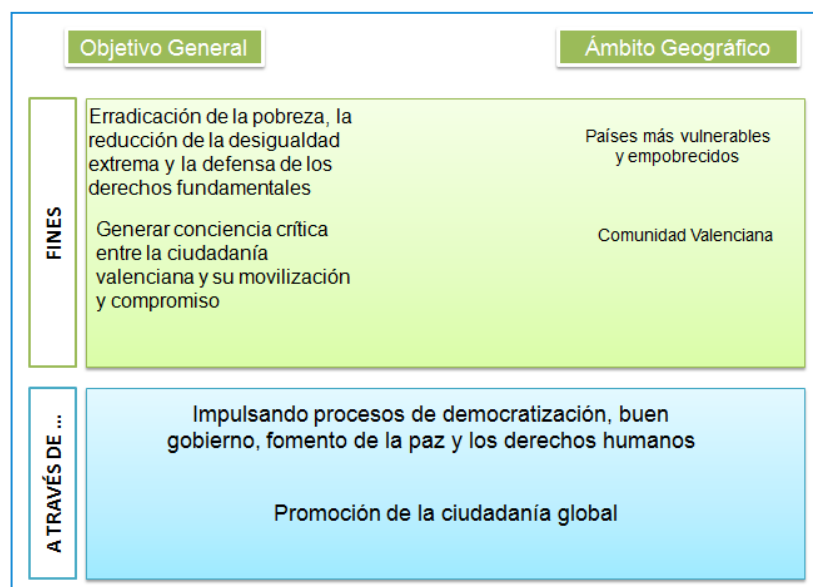 Objetivo General
Ámbito Geográfico
FINES
Erradicación de la pobreza, la
reducción de la desigualdad
extrema y la defensa de los
derechos fundamentales
Países más vulnerables
y empobrecidos
Generar conciencia crítica
entre la ciudadanía
valenciana y su movilización
y compromiso
Comunidad Valenciana
A TRAVÉS DE ...
Impulsando procesos de democratización, buen
gobierno, fomento de la paz y los derechos humanos
Promoción de la ciudadanía global